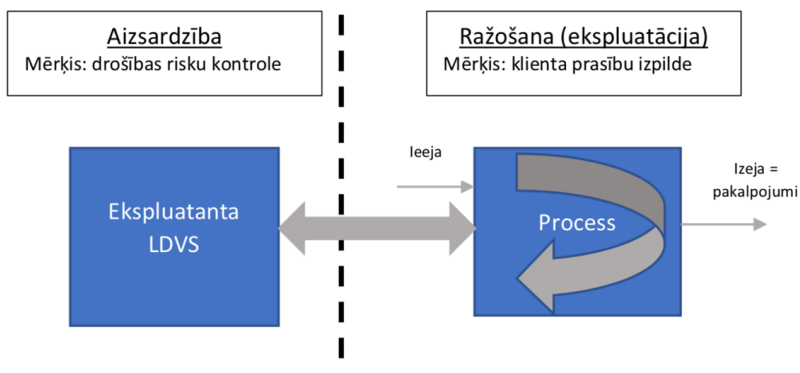 Aizsardzība
Mērķis: drošības risku kontrole
Ražošana (ekspluatācija)
Mērķis: klienta prasību izpilde
Ekspluatanta
LDVS
Ieeja
Process
Izeja =
pakalpojumi